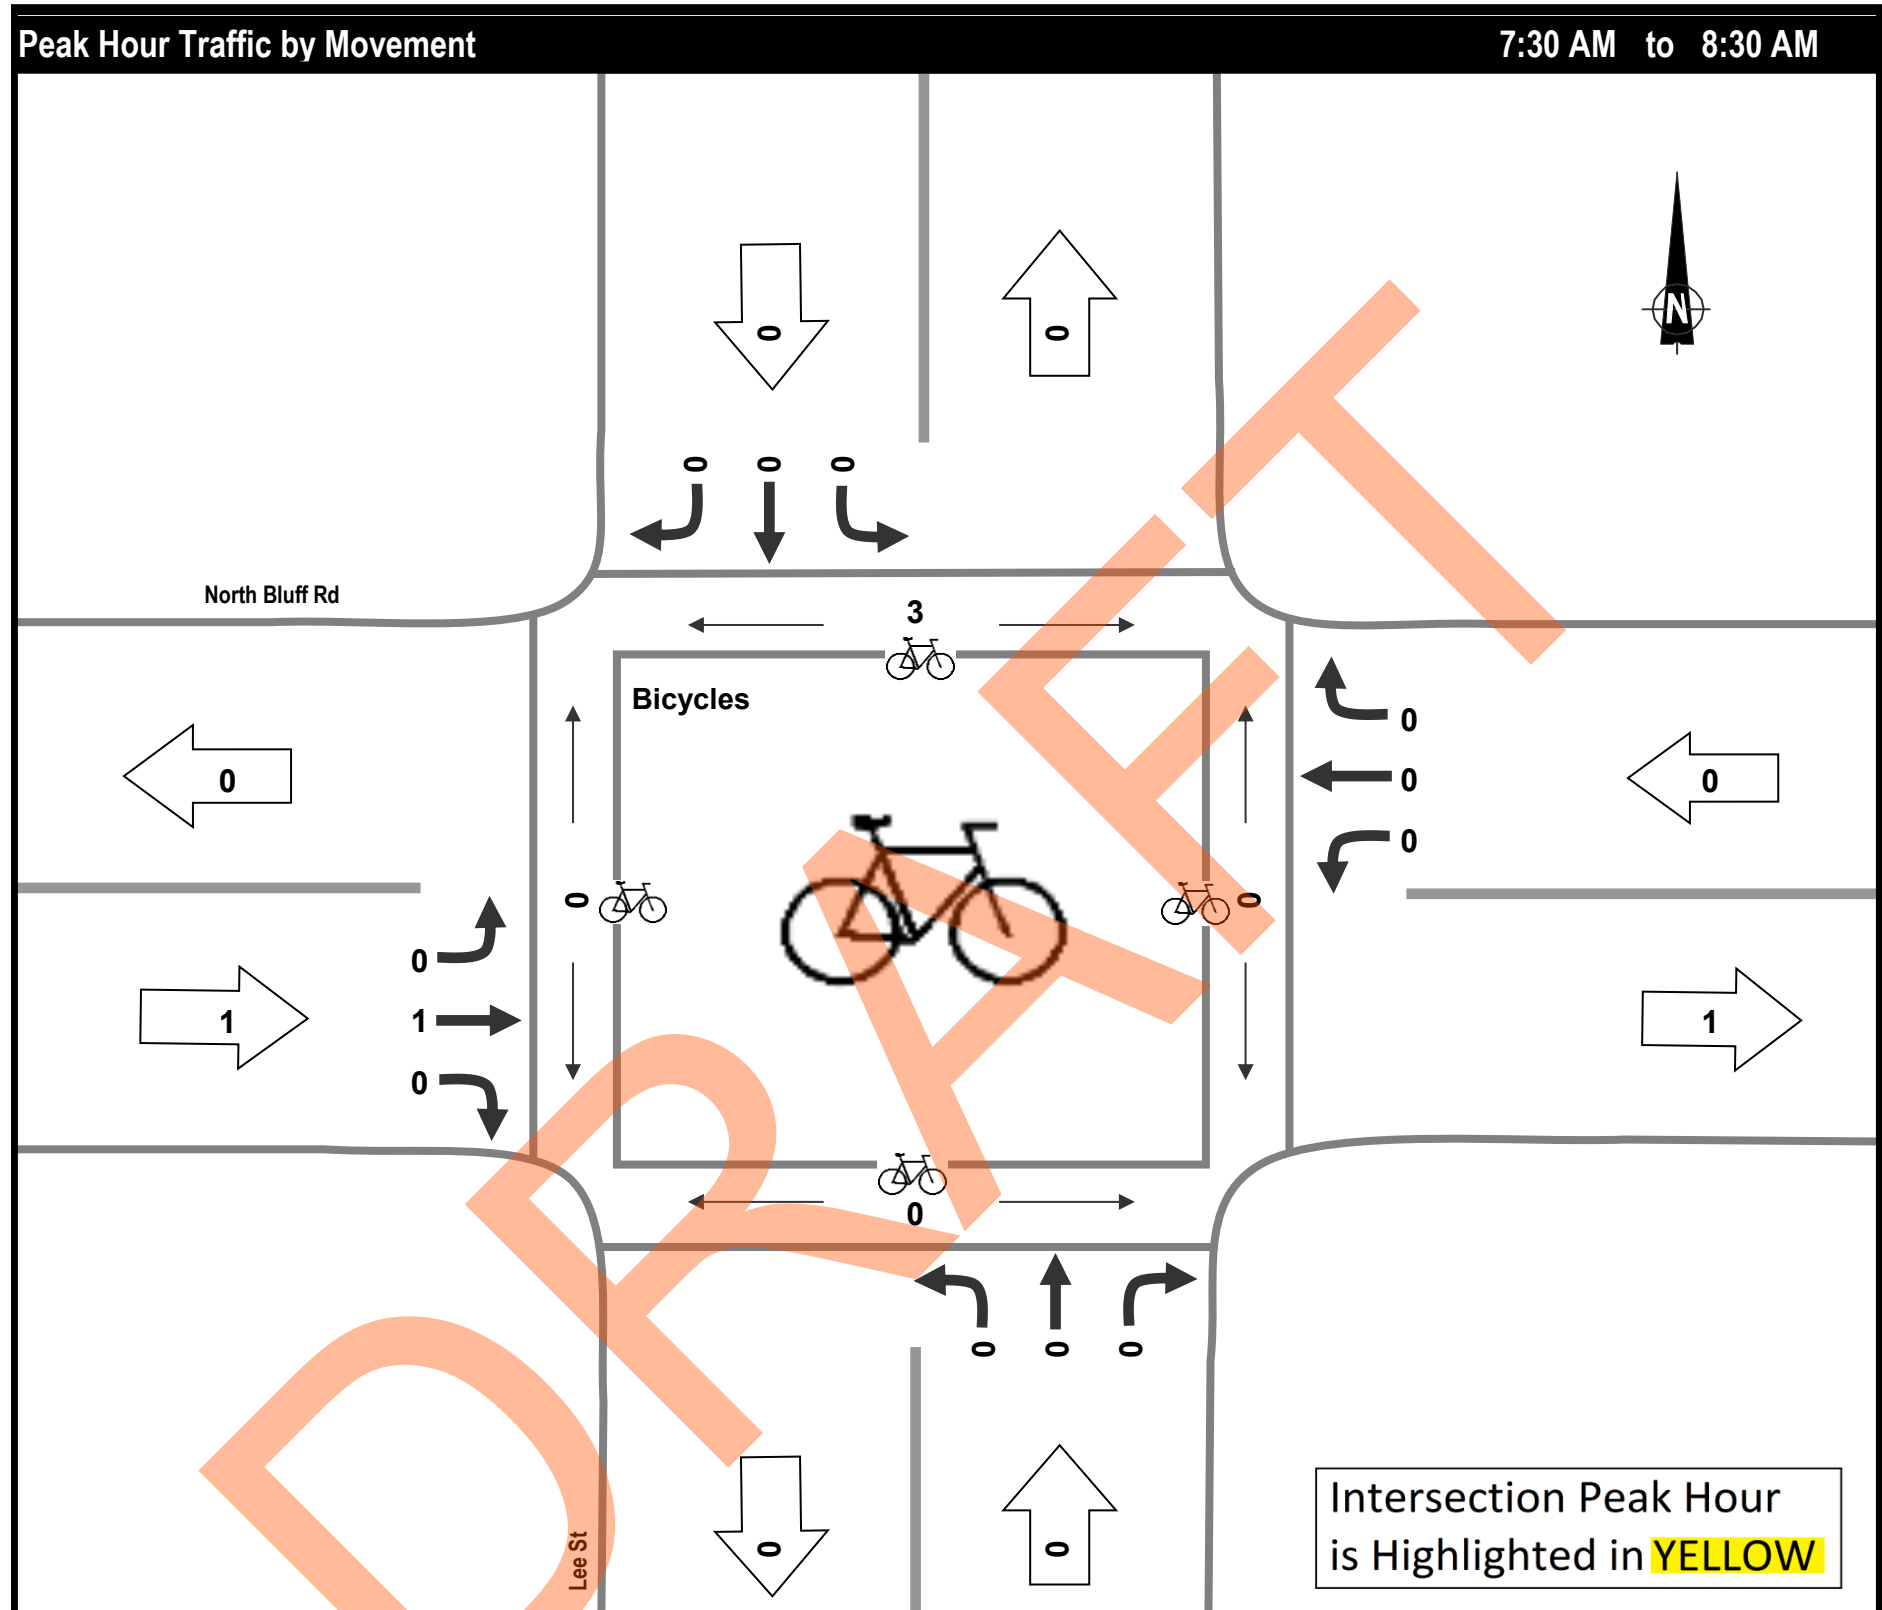 Peak Hour Traffic by Movement 7:30 AM to 8:30 AM
0 0
0 0 0
N
North Bluff Rd
3
Bicycles
0
0
0 0
0
0 0
0
1 1 1
0
0
0 0 0
0 0
Lee St
Intersection Peak Hour
is Highlighted in YELLOW
DRAFT